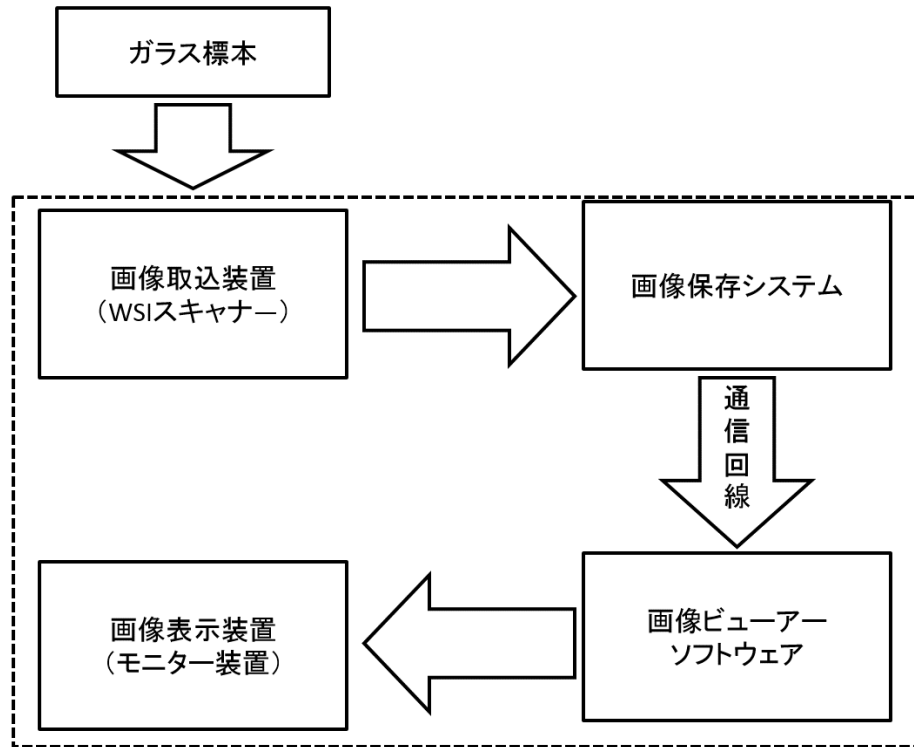 ガラス標本
画像取込装置
（WSIスキャナー）
画像保存システム
通信回線
画像ビューアー
ソフトウェア
画像表示装置
（モニター装置）